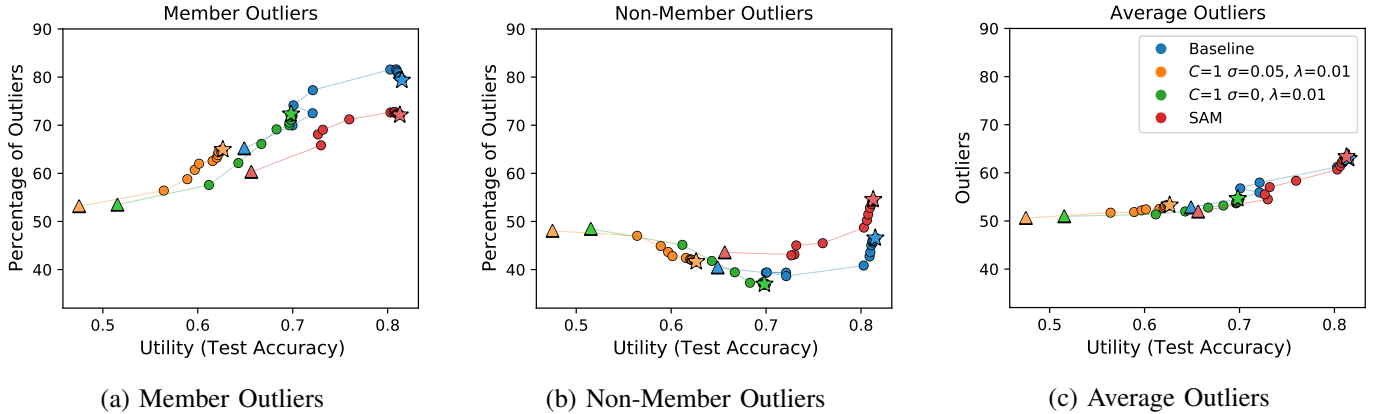 Member Outliers
90
80
70
60
50
40
Percentage of Outliers
0.5 0.6 0.7 0.8
Utility (Test Accuracy)
(a) Member Outliers
Non-Member Outliers
90
80
70
60
50
40
Percentage of Outliers
0.5 0.6 0.7 0.8
Utility (Test Accuracy)
(b) Non-Member Outliers
Average Outliers
90
80
70
60
50
40
Outliers
Baseline
C=1 σ=0.05, λ=0.01
C=1 σ=0, λ=0.01
SAM
0.5 0.6 0.7 0.8
Utility (Test Accuracy)
(c) Average Outliers